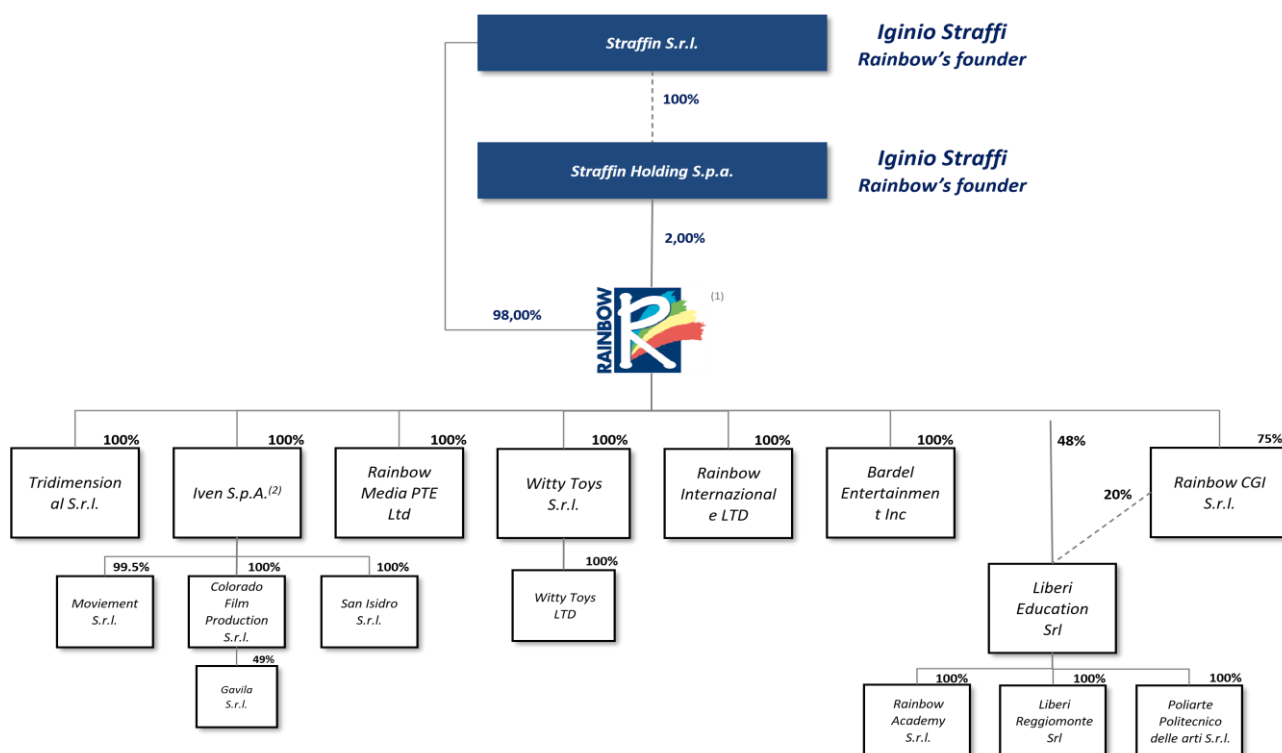 Straffin S.r.l.
Iginio Straffi
Rainbow's founder
100%
Straffin Holding S.p.a.
Iginio Straffi
Rainbow's founder
2,00%
98,00%
RAINBOW
R
(1)
100%
100%
100%
100%
100%
100%
48%
75%
Tridimension
al S.r.l.
Iven S.p.A.(2)
Rainbow
Media PTE
Ltd
Witty Toys
S.r.l.
Rainbow
Internazional
e LTD
Bardel
Entertainmen
t Inc
20%
Rainbow CGI
S.r.l.
99.5%
100%
100%
100%
Moviement
S.r.l.
Colorado
Film
Production
S.r.l.
San Isidro
S.r.l.
Witty Toys
LTD
Liberi
Education
Srl
49%
Gavila
S.r.l.
100%
100%
100%
Rainbow
Academy
S.r.l.
Liberi
Reggiomonte
Srl
Poliarte
Politecnico
delle arti S.r.l.